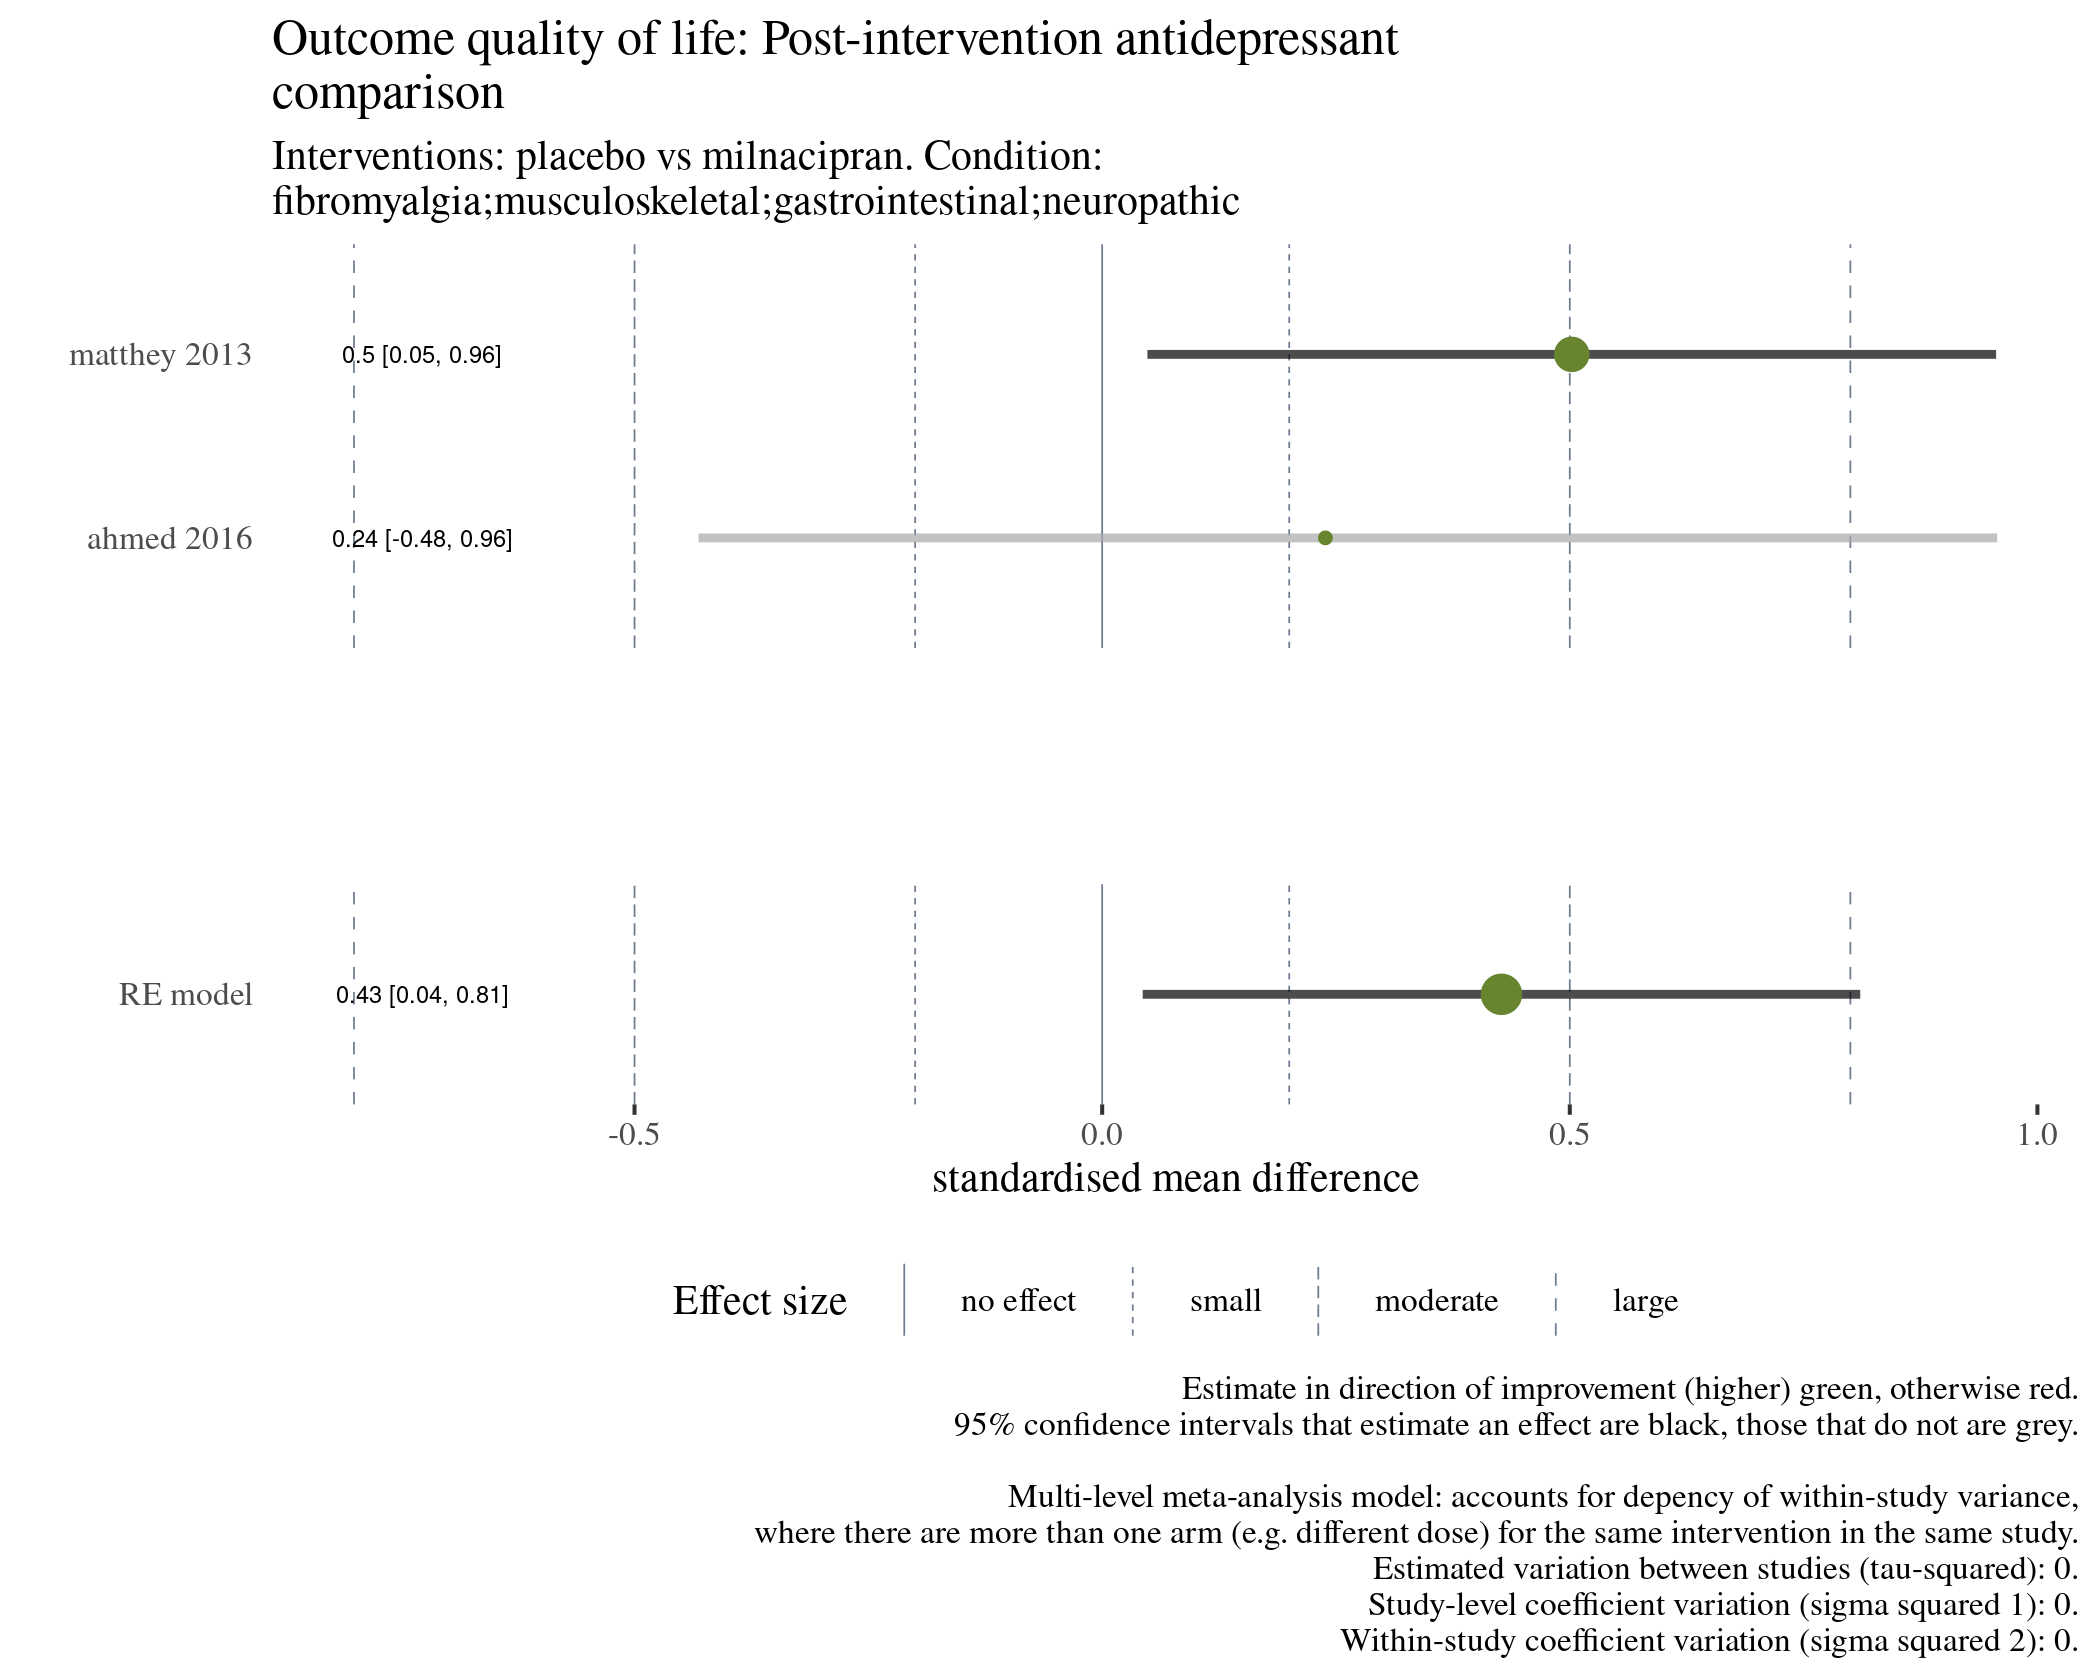 Outcome quality of life: Post-intervention antidepressant
comparison
Interventions: placebo vs milnacipran. Condition:
fibromyalgia;musculoskeletal;gastrointestinal;neuropathic
matthey 2013
0.5 [0.05, 0.96]
ahmed 2016
0.24 [-0.48, 0.96]
RE model
0.43 [0.04, 0.81]
-0.5
0.0
0.5
1.0
standardised mean difference
Effect size
no effect
small
moderate
large
Estimate in direction of improvement (higher) green, otherwise red.
95% confidence intervals that estimate an effect are black, those that do not are grey.
Multi-level meta-analysis model: accounts for depency of within-study variance,
where there are more than one arm (e.g. different dose) for the same intervention in the same study.
Estimated variation between studies (tau-squared): 0.
Study-level coefficient variation (sigma squared 1): 0.
Within-study coefficient variation (sigma squared 2): 0.